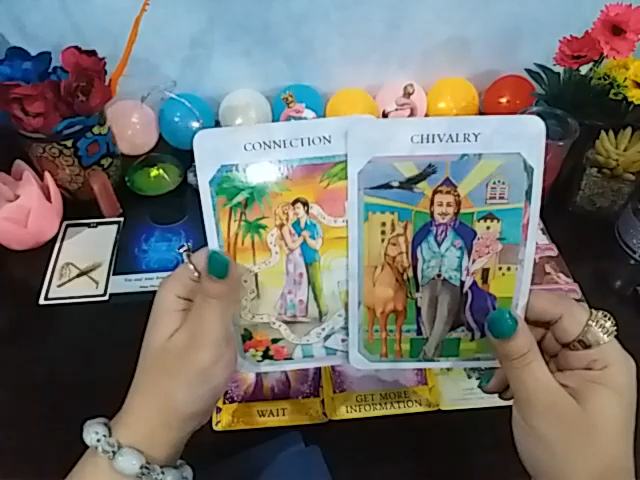 CONNECTION
CHIVALRY
WAIT
GET MORE
INFORMATION